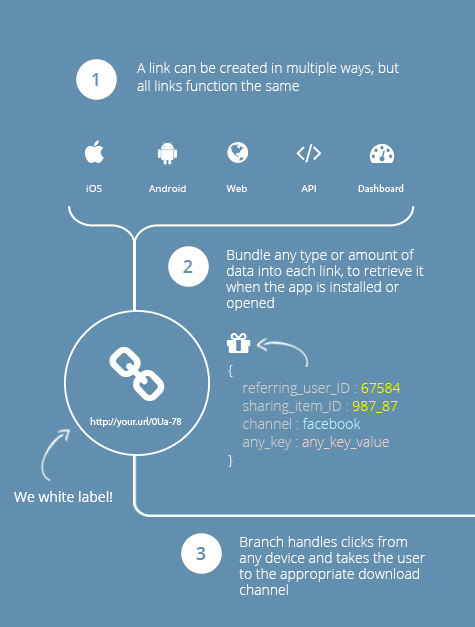 1
A link can be created in multiple ways, but
all links function the same
iOS
Android
Web
API
Dashboard
2
Bundle any type or amount of
data into each link, to retrieve it
when the app is installed or
opened
{
referring_user_ID : 67584
sharing_item_ID : 987_87
channel : facebook
any_key : any_key_value
}
http://your.url/0Ua-78
We white label!
3
Branch handles clicks from
any device and takes the user
to the appropriate download
channel